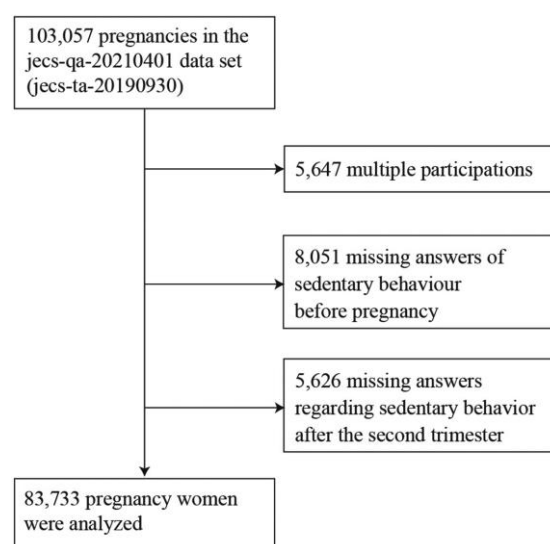 103,057 pregnancies in the
jecs-qa-20210401 data set
(jecs-ta-20190930)
5,647 multiple participations
8,051 missing answers of
sedentary behaviour
before pregnancy
5,626 missing answers
regarding sedentary behavior
after the second trimester
83,733 pregnancy women
were analyzed